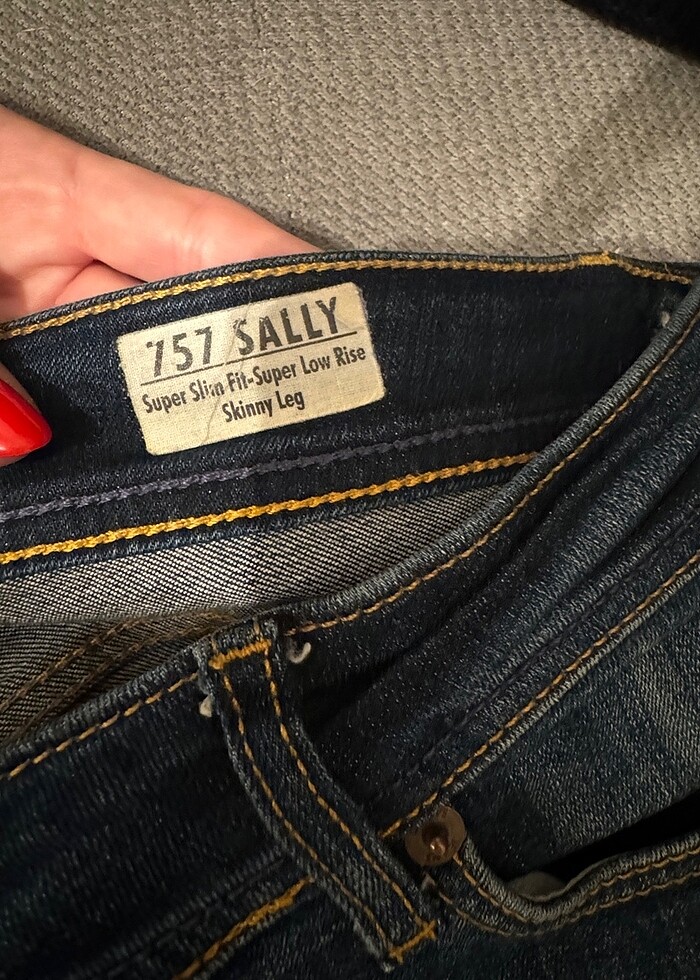 757 SALLY
Super Slim Fit-Super Low Rise
Skinny Leg